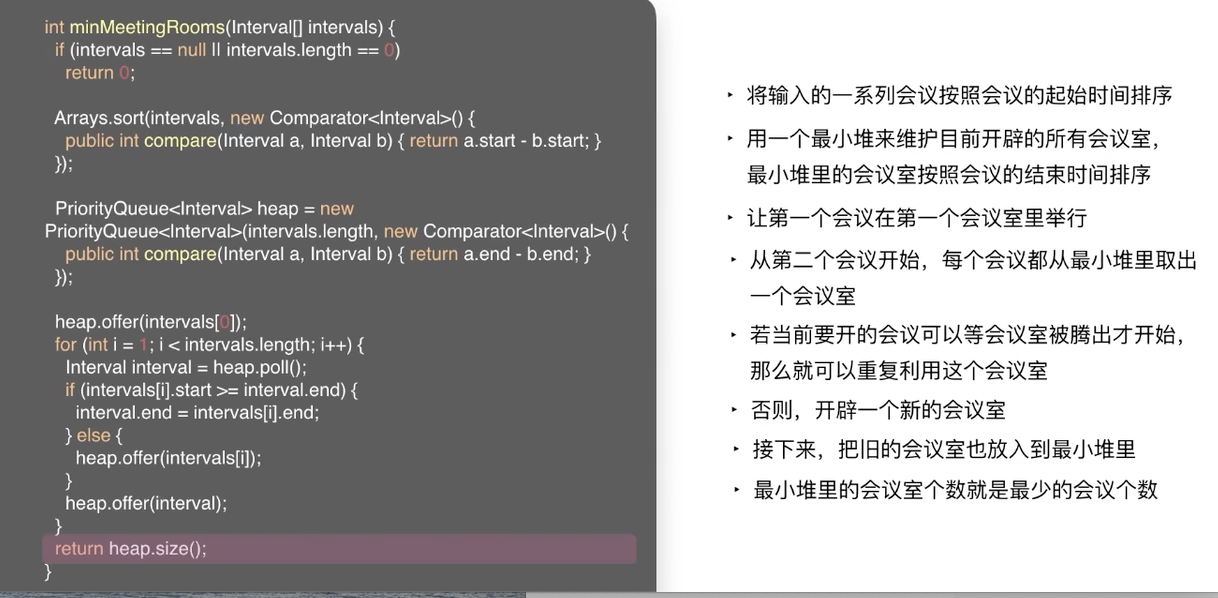 int minMeetingRooms(Interval[] intervals) {
if (intervals == null || intervals.length == 0)
return 0;
Arrays.sort(intervals, new Comparator<Interval>() {
public int compare(Interval a, Interval b) { return a.start - b.start; }
});
PriorityQueue<Interval> heap = new
PriorityQueue<Interval>(intervals.length, new Comparator<Interval>() {
public int compare(Interval a, Interval b) { return a.end - b.end; }
});
heap.offer(intervals[0]);
for (int i = 1; i < intervals.length; i++) {
Interval interval = heap.poll();
if (intervals[i].start >= interval.end) {
interval.end = intervals[i].end;
} else {
heap.offer(intervals[i]);
}
heap.offer(interval);
}
return heap.size();
}
‣ 将输入的一系列会议按照会议的起始时间排序
‣ 用一个最小堆来维护目前开辟的所有会议室，
最小堆里的会议室按照会议的结束时间排序
‣ 让第一个会议在第一个会议室里举行
‣ 从第二个会议开始，每个会议都从最小堆里取出
一个会议室
‣ 若当前要开的会议可以等会议室被腾出才开始，
那么就可以重复利用这个会议室
‣ 否则，开辟一个新的会议室
‣ 接下来，把旧的会议室也放入到最小堆里
‣ 最小堆里的会议室个数就是最少的会议个数